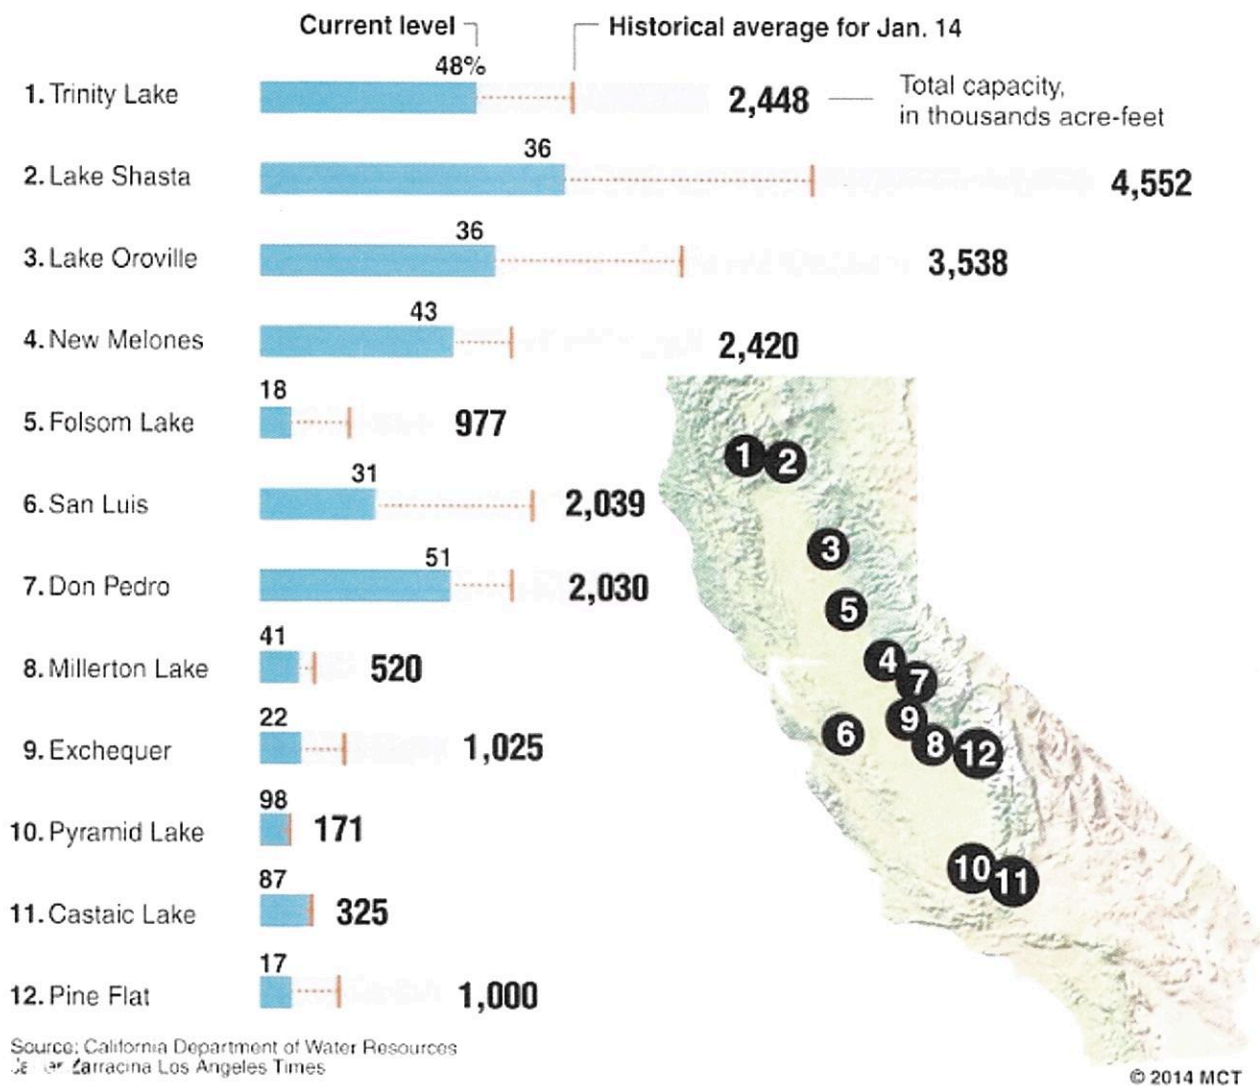 Current level
Historical average for Jan. 14
48%
1. Trinity Lake
2,448
Total capacity,
in thousands acre-feet
36
2. Lake Shasta
4,552
36
3. Lake Oroville
3,538
43
4. New Melones
2,420
18
5. Folsom Lake
977
31
6. San Luis
2,039
51
7. Don Pedro
2,030
41
8. Millerton Lake
520
22
9. Exchequer
1,025
98
10. Pyramid Lake
171
87
11. Castaic Lake
325
17
12. Pine Flat
1,000
1
2
3
5
4
7
9
6
8
12
10
11
Source: California Department of Water Resources
Zarracina Los Angeles Times
© 2014 MCT